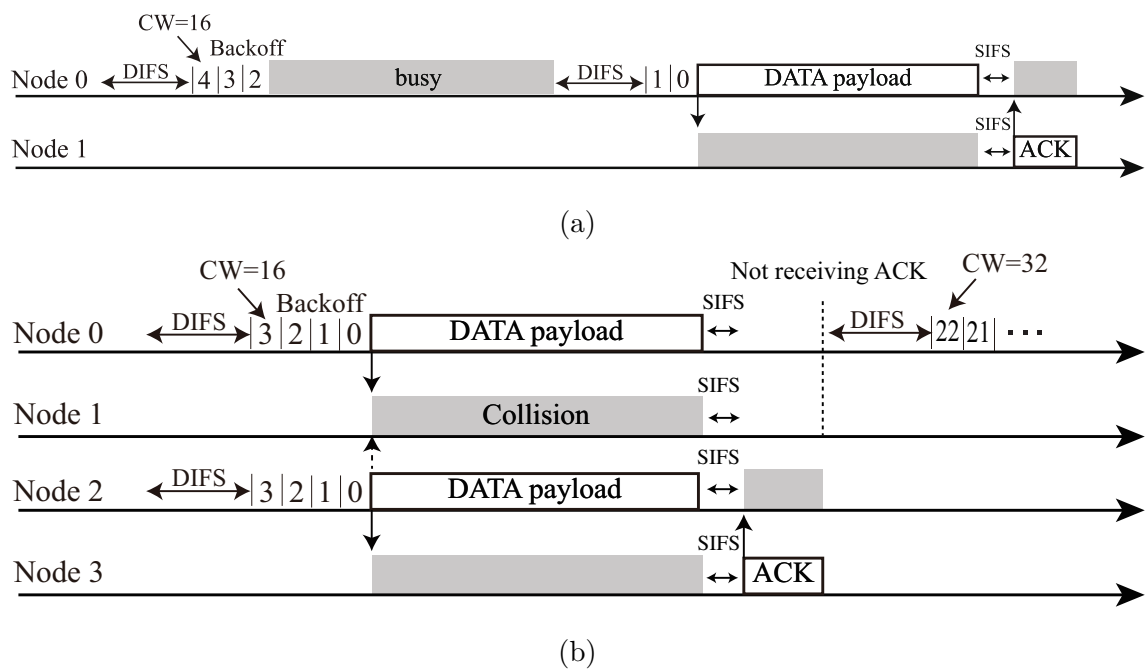 CW=16
Backoff
SIFS
Node 0 DIFS 4 3 2 busy DIFS 1 0 DATA payload
SIFS
Node 1 ACK
(a)
CW=16 Not receiving ACK CW=32
Backoff SIFS
Node 0 DIFS 3 2 1 0 DATA payload DIFS 22 21 ...
SIFS
Node 1 Collision
SIFS
Node 2 DIFS 3 2 1 0 DATA payload
SIFS
Node 3 ACK
(b)